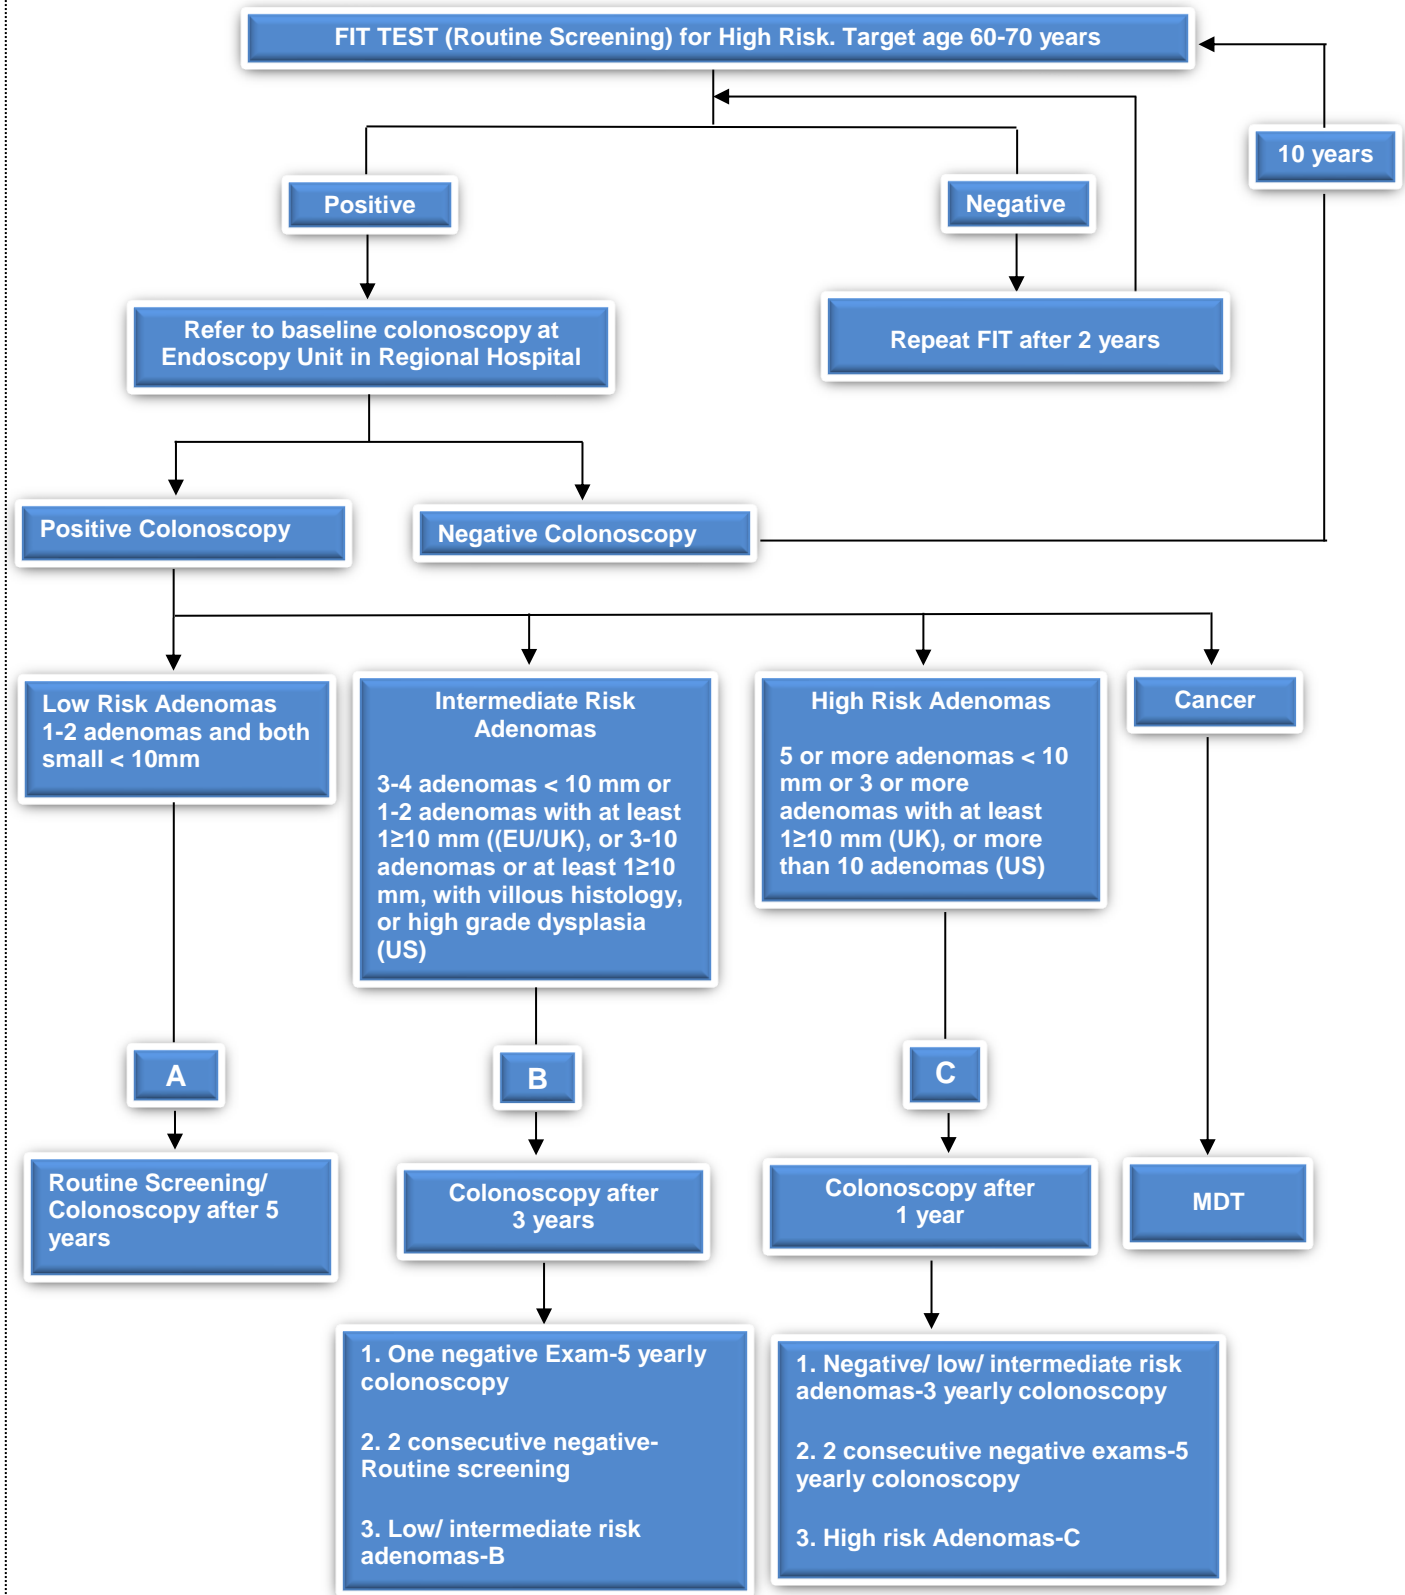 FIT TEST (Routine Screening) for High Risk. Target age 60-70 years
10 years
Positive
Negative
Refer to baseline colonoscopy at
Endoscopy Unit in Regional Hospital
Repeat FIT after 2 years
Positive Colonoscopy
Negative Colonoscopy
Low Risk Adenomas
1-2 adenomas and both
small < 10mm
Intermediate Risk
Adenomas
3-4 adenomas < 10 mm or
1-2 adenomas with at least
1≥10 mm ((EU/UK), or 3-10
adenomas or at least 1≥10
mm, with villous histology,
or high grade dysplasia
(US)
High Risk Adenomas
5 or more adenomas < 10
mm or 3 or more
adenomas with at least
1≥10 mm (UK), or more
than 10 adenomas (US)
Cancer
A
B
C
Routine Screening/
Colonoscopy after 5
years
Colonoscopy after
3 years
Colonoscopy after
1 year
MDT
1. One negative Exam-5 yearly
colonoscopy
2. 2 consecutive negative-
Routine screening
3. Low/ intermediate risk
adenomas-B
1. Negative/ low/ intermediate risk
adenomas-3 yearly colonoscopy
2. 2 consecutive negative exams-5
yearly colonoscopy
3. High risk Adenomas-C